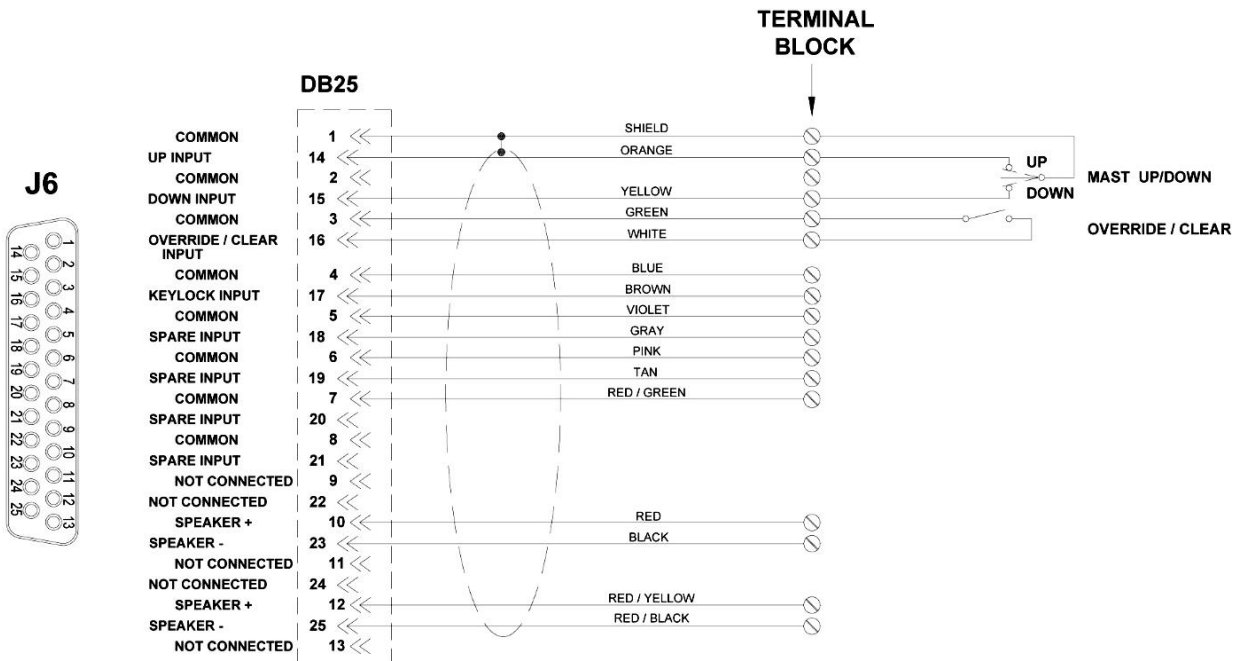 TERMINAL
BLOCK
DB25
J6
COMMON 1 SHIELD
UP INPUT 14 ORANGE
UP
COMMON 2
MAST UP/DOWN
DOWN INPUT 15 YELLOW
DOWN
COMMON 3 GREEN
OVERRIDE / CLEAR
OVERRIDE / CLEAR 16 WHITE
INPUT
COMMON 4 BLUE
KEYLOCK INPUT 17 BROWN
COMMON 5 VIOLET
SPARE INPUT 18 GRAY
COMMON 6 PINK
SPARE INPUT 19 TAN
COMMON 7 RED / GREEN
SPARE INPUT 20
COMMON 8
SPARE INPUT 21
NOT CONNECTED 9
NOT CONNECTED 22
SPEAKER + 10 RED
SPEAKER - 23 BLACK
NOT CONNECTED 11
NOT CONNECTED 24
SPEAKER + 12 RED / YELLOW
SPEAKER - 25 RED / BLACK
NOT CONNECTED 13
1
14
2
15
3
16
4
17
5
18
6
19
7
20
8
21
9
22
10
23
11
24
12
25
13